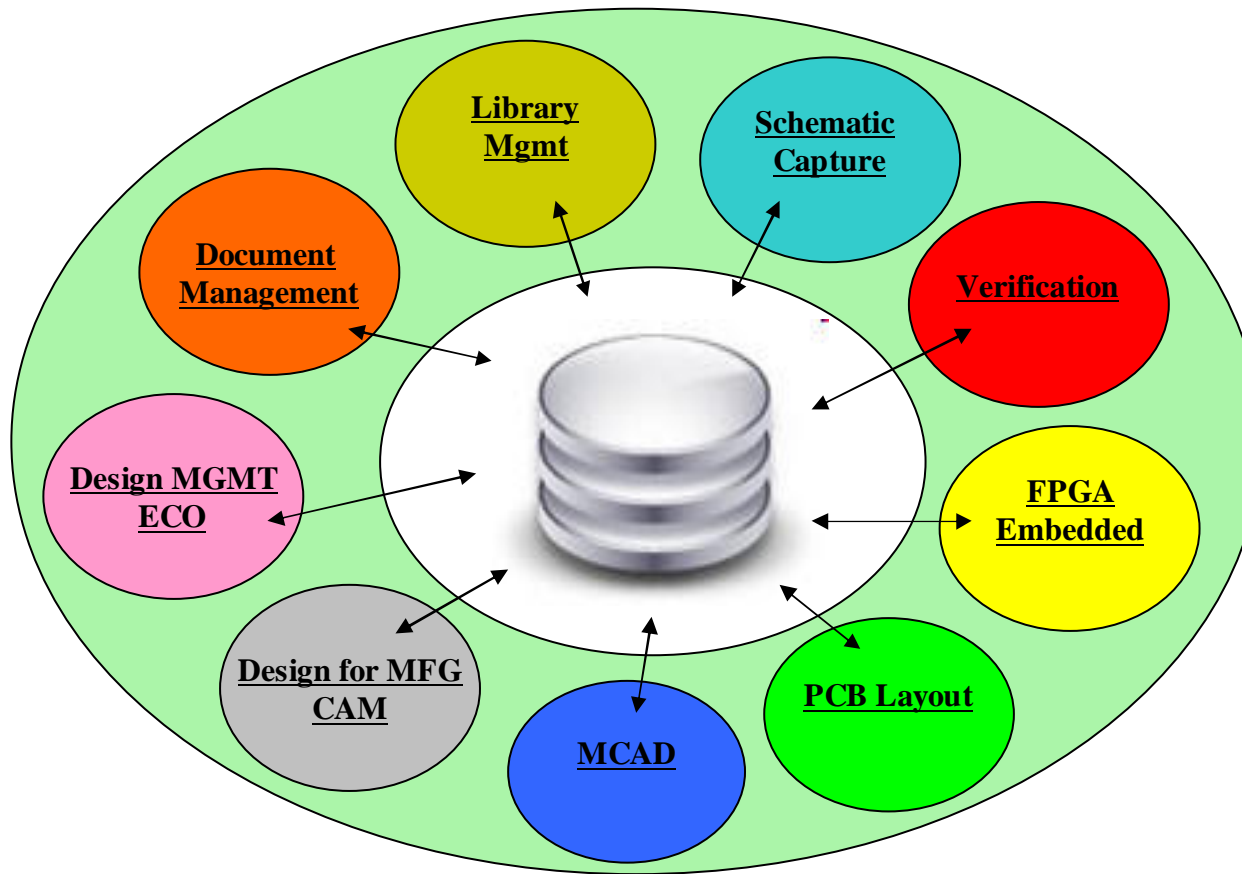 Library
Mgmt
Schematic
Capture
Verification
FPGA
Embedded
PCB Layout
MCAD
Design for MFG
CAM
Design MGMT
ECO
Document
Management